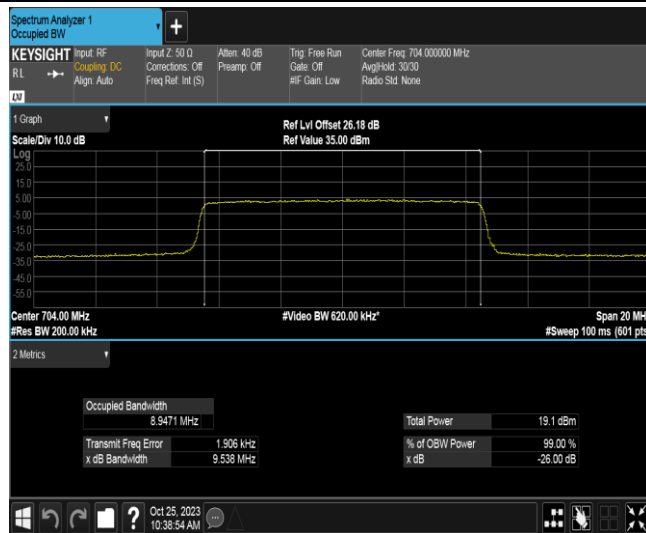 Spectrum Analyzer 1
Occupied BW
+
KEYSIGHT
RL
Input: RF
Coupling: DC
Align: Auto
Input Z: 50 Ω
Corrections: Off
Freq Ref: Int (S)
Atten: 40 dB
Preamp: Off
Trig: Free Run
Gate: Off
#IF Gain: Low
Center Freq: 704.000000 MHz
Avg|Hold: 30/30
Radio Std: None
1 Graph
Scale/Div 10.0 dB
Ref Lvl Offset 26.18 dB
Ref Value 35.00 dBm
Log
25.0
15.0
5.00
-5.00
-15.0
-25.0
-35.0
-45.0
-55.0
Center 704.00 MHz
#Res BW 200.00 kHz
#Video BW 620.00 kHz*
Span 20 MH
#Sweep 100 ms (601 pts
2 Metrics
Occupied Bandwidth
8.9471 MHz
Total Power 19.1 dBm
Transmit Freq Error 1.906 kHz
% of OBW Power 99.00 %
x dB Bandwidth 9.538 MHz
x dB -26.00 dB
?
Oct 25, 2023
10:38:54 AM